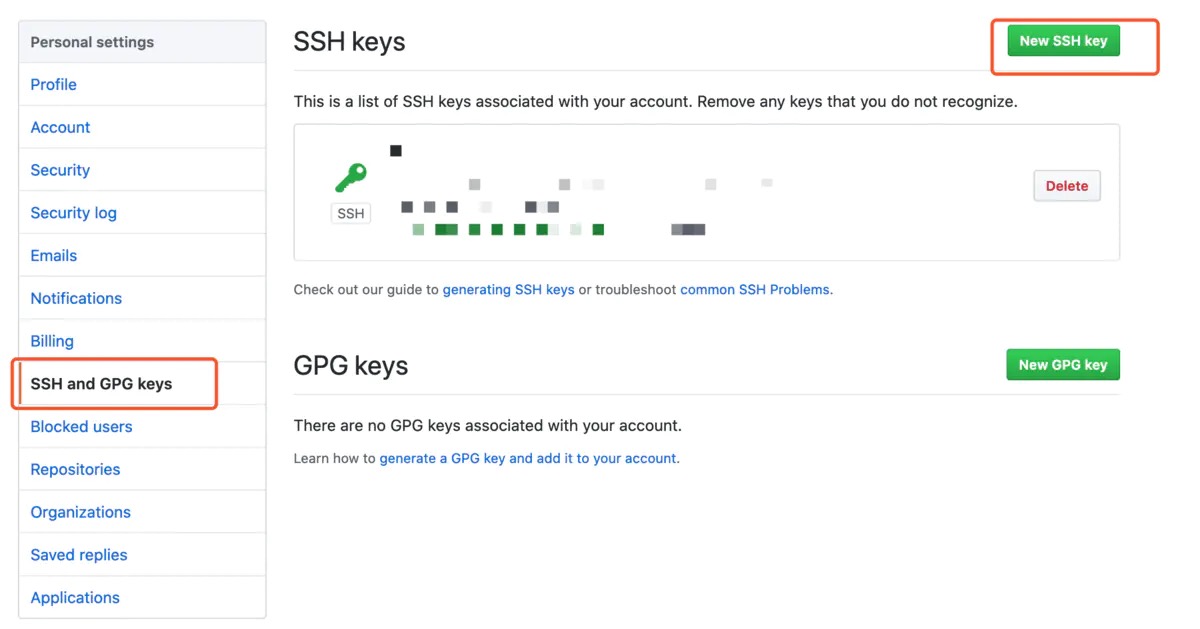 Personal settings
Profile
Account
Security
Security log
Emails
Notifications
Billing
SSH and GPG keys
Blocked users
Repositories
Organizations
Saved replies
Applications
SSH keys
New SSH key
This is a list of SSH keys associated with your account. Remove any keys that you do not recognize.
SSH
Delete
Check out our guide to generating SSH keys or troubleshoot common SSH Problems.
GPG keys
New GPG key
There are no GPG keys associated with your account.
Learn how to generate a GPG key and add it to your account.